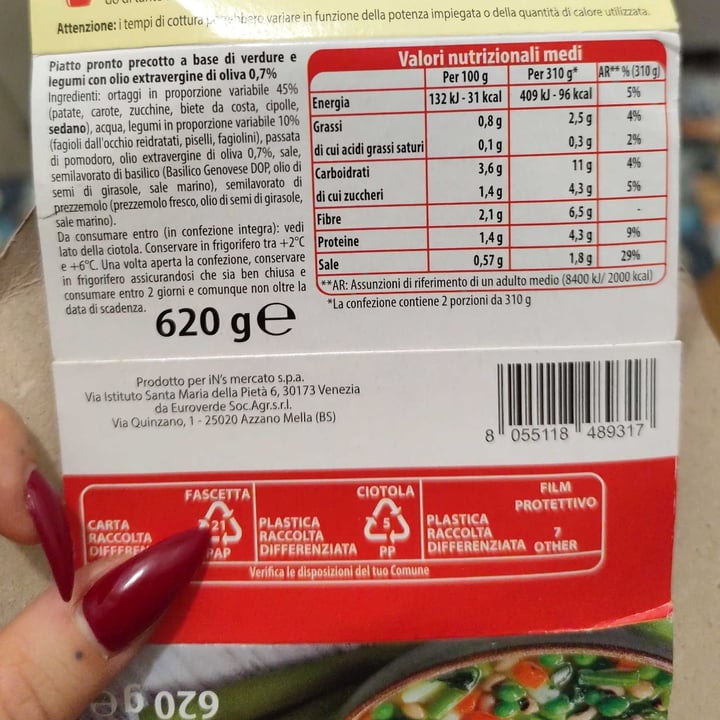 Attenzione: i tempi di cottura potrebbero variare in funzione della potenza impiegata o della quantità di calore utilizzata.
Piatto pronto precotto a base di verdure e
legumi con olio extravergine di oliva 0,7%
Ingredienti: ortaggi in proporzione variabile 45%
(patate, carote, zucchine, biete da costa, cipolle,
sedano), acqua, legumi in proporzione variabile 10%
(fagioli dall'occhio reidratati, piselli, fagiolini), passata
di pomodoro, olio extravergine di oliva 0,7%, sale,
semilavorato di basilico (Basilico Genovese DOP, olio di
semi di girasole, sale marino), semilavorato di
prezzemolo (prezzemolo fresco, olio di semi di girasole,
sale marino).
Da consumare entro (in confezione integra): vedi
lato della ciotola. Conservare in frigorifero tra +2°C
e +6°C. Una volta aperta la confezione, conservare
in frigorifero assicurandosi che sia ben chiusa e
consumare entro 2 giorni e comunque non oltre la
data di scadenza.
620 g e
Valori nutrizionali medi
Per 100 g Per 310 g* AR** % (310 g)
Energia 132 kJ - 31 kcal 409 kJ - 96 kcal 5%
Grassi 0,8 g 2,5 g 4%
di cui acidi grassi saturi 0,1 g 0,3 g 2%
Carboidrati 3,6 g 11 g 4%
di cui zuccheri 1,4 g 4,3 g 5%
Fibre 2,1 g 6,5 g -
Proteine 1,4 g 4,3 g 9%
Sale 0,57 g 1,8 g 29%
**AR: Assunzioni di riferimento di un adulto medio (8400 kJ/ 2000 kcal)
*La confezione contiene 2 porzioni da 310 g
Prodotto per iN's mercato s.p.a.
Via Istituto Santa Maria della Pietà 6, 30173 Venezia
da Euroverde Soc.Agr.s.r.l.
Via Quinzano, 1 - 25020 Azzano Mella (BS)
8 055118 489317
FASCETTA
CARTA
RACCOLTA
21
PAP
CIOTOLA
PLASTICA
RACCOLTA
DIFFERENZIATA
5
PP
FILM
PROTETTIVO
PLASTICA
RACCOLTA
DIFFERENZIATA
7
OTHER
Verifica le disposizioni del tuo Comune
620 g e